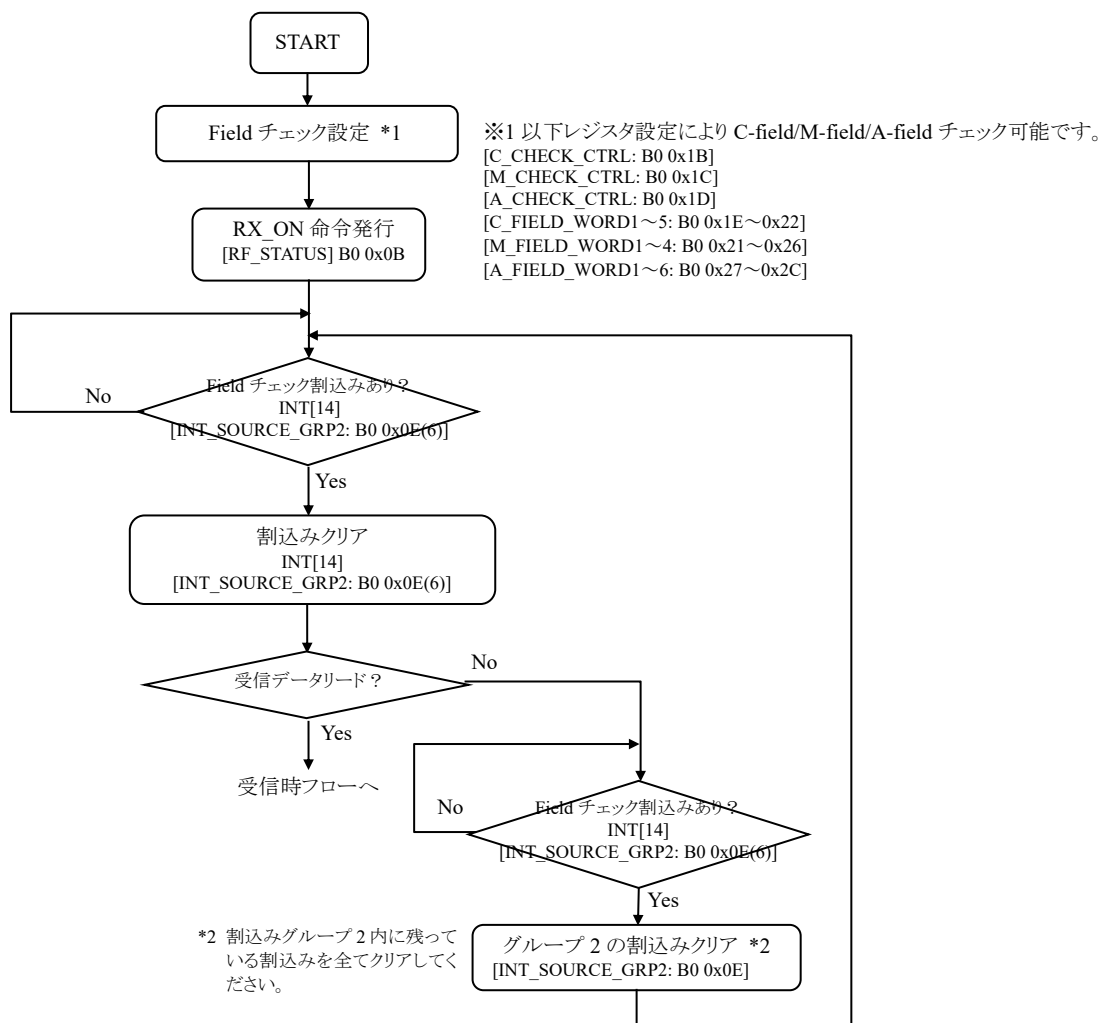 START
Field チェック設定 *1
※1 以下レジスタ設定により C-field/M-field/A-field チェック可能です。
[C_CHECK_CTRL: B0 0x1B]
[M_CHECK_CTRL: B0 0x1C]
[A_CHECK_CTRL: B0 0x1D]
[C_FIELD_WORD1～5: B0 0x1E～0x22]
[M_FIELD_WORD1～4: B0 0x21～0x26]
[A_FIELD_WORD1～6: B0 0x27～0x2C]
RX_ON 命令発行
[RF_STATUS] B0 0x0B
Field チェック割込みあり?
INT[14]
[INT_SOURCE_GRP2: B0 0x0E(6)]
No
Yes
割込みクリア
INT[14]
[INT_SOURCE_GRP2: B0 0x0E(6)]
受信データリード?
No
Yes
受信時フローへ
Field チェック割込みあり?
INT[14]
[INT_SOURCE_GRP2: B0 0x0E(6)]
No
Yes
グループ 2 の割込みクリア *2
[INT_SOURCE_GRP2: B0 0x0E]
*2 割込みグループ 2 内に残って
いる割込みを全てクリアしてく
ださい。